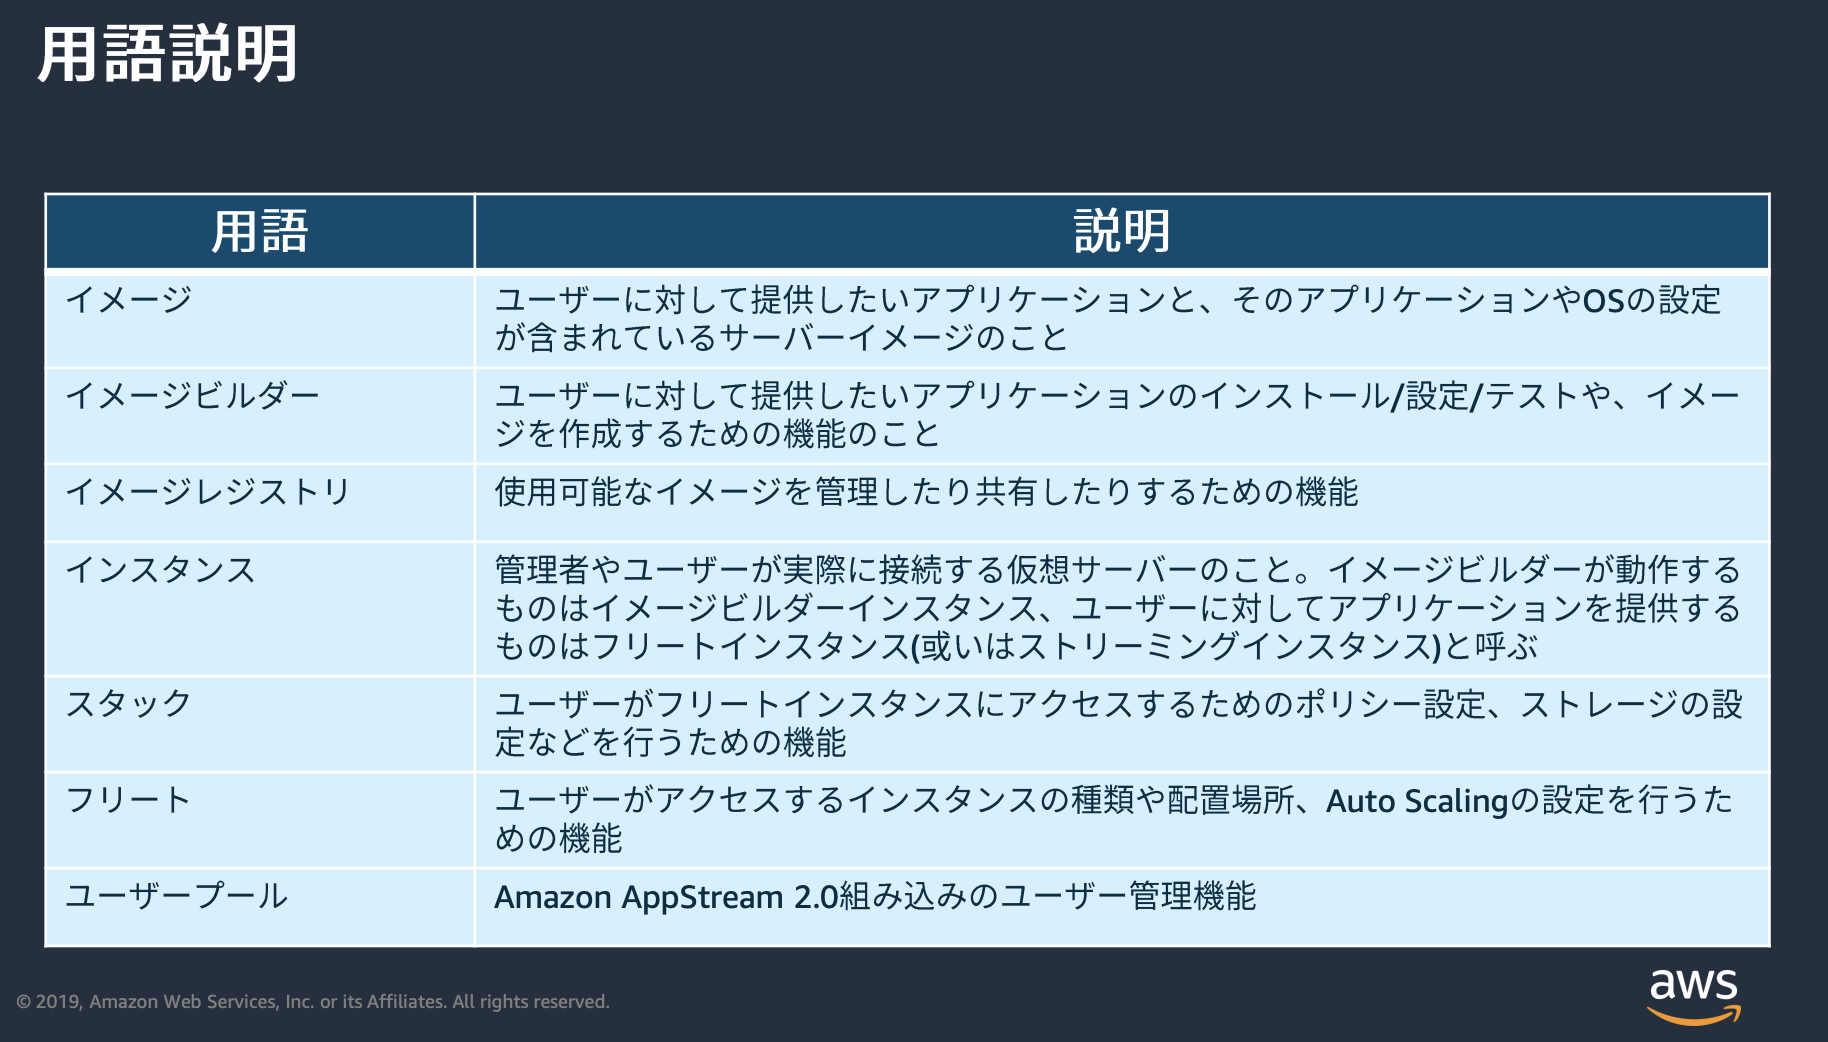 用語説明
用語
説明
イメージ
ユーザーに対して提供したいアプリケーションと、そのアプリケーションやOSの設定
が含まれているサーバーイメージのこと
イメージビルダー
ユーザーに対して提供したいアプリケーションのインストール/設定/テストや、イメー
ジを作成するための機能のこと
イメージレジストリ
使用可能なイメージを管理したり共有したりするための機能
インスタンス
管理者やユーザーが実際に接続する仮想サーバーのこと。イメージビルダーが動作する
ものはイメージビルダーインスタンス、ユーザーに対してアプリケーションを提供する
ものはフリートインスタンス(或いはストリーミングインスタンス)と呼ぶ
スタック
ユーザーがフリートインスタンスにアクセスするためのポリシー設定、ストレージの設
定などを行うための機能
フリート
ユーザーがアクセスするインスタンスの種類や配置場所、Auto Scalingの設定を行うた
めの機能
ユーザープール
Amazon AppStream 2.0組み込みのユーザー管理機能
© 2019, Amazon Web Services, Inc. or its Affiliates. All rights reserved.
aws